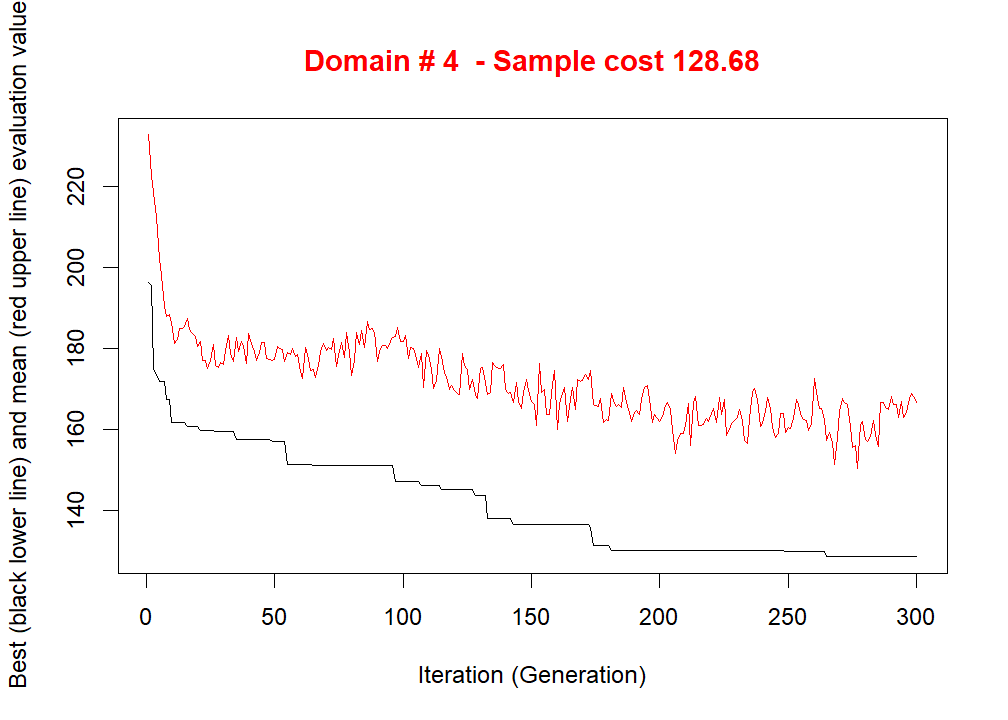 Domain # 4  - Sample cost 128.68
Best (black lower line) and mean (red upper line) evaluation value
220
200
180
160
140
0 50 100 150 200 250 300
Iteration (Generation)